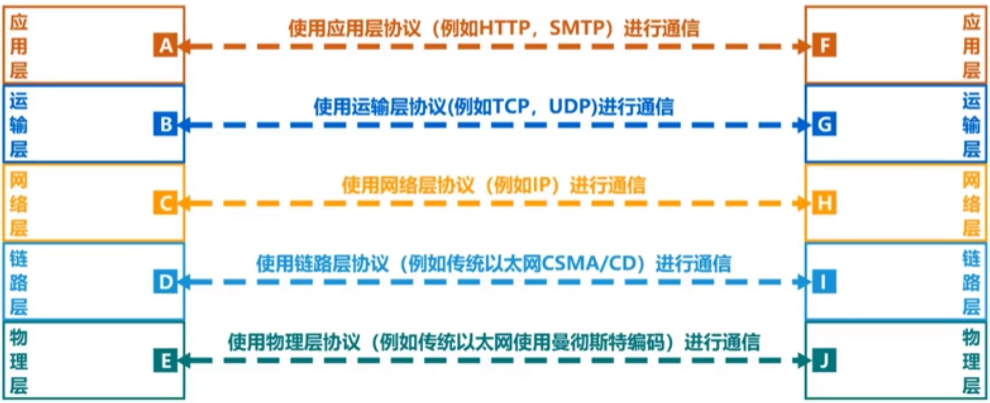 应用层 A 使用应用层协议（例如HTTP，SMTP）进行通信 F 应用层
运输层 B 使用运输层协议(例如TCP，UDP)进行通信 G 运输层
网络层 C 使用网络层协议（例如IP）进行通信 H 网络层
链路层 D 使用链路层协议（例如传统以太网CSMA/CD）进行通信 I 链路层
物理层 E 使用物理层协议（例如传统以太网使用曼彻斯特编码）进行通信 J 物理层